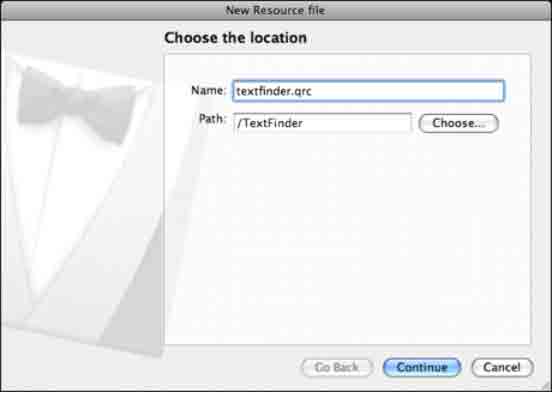 New Resource file
Choose the location
Name: textfinder.qrc
Path: /TextFinder Choose...
Go Back Continue Cancel